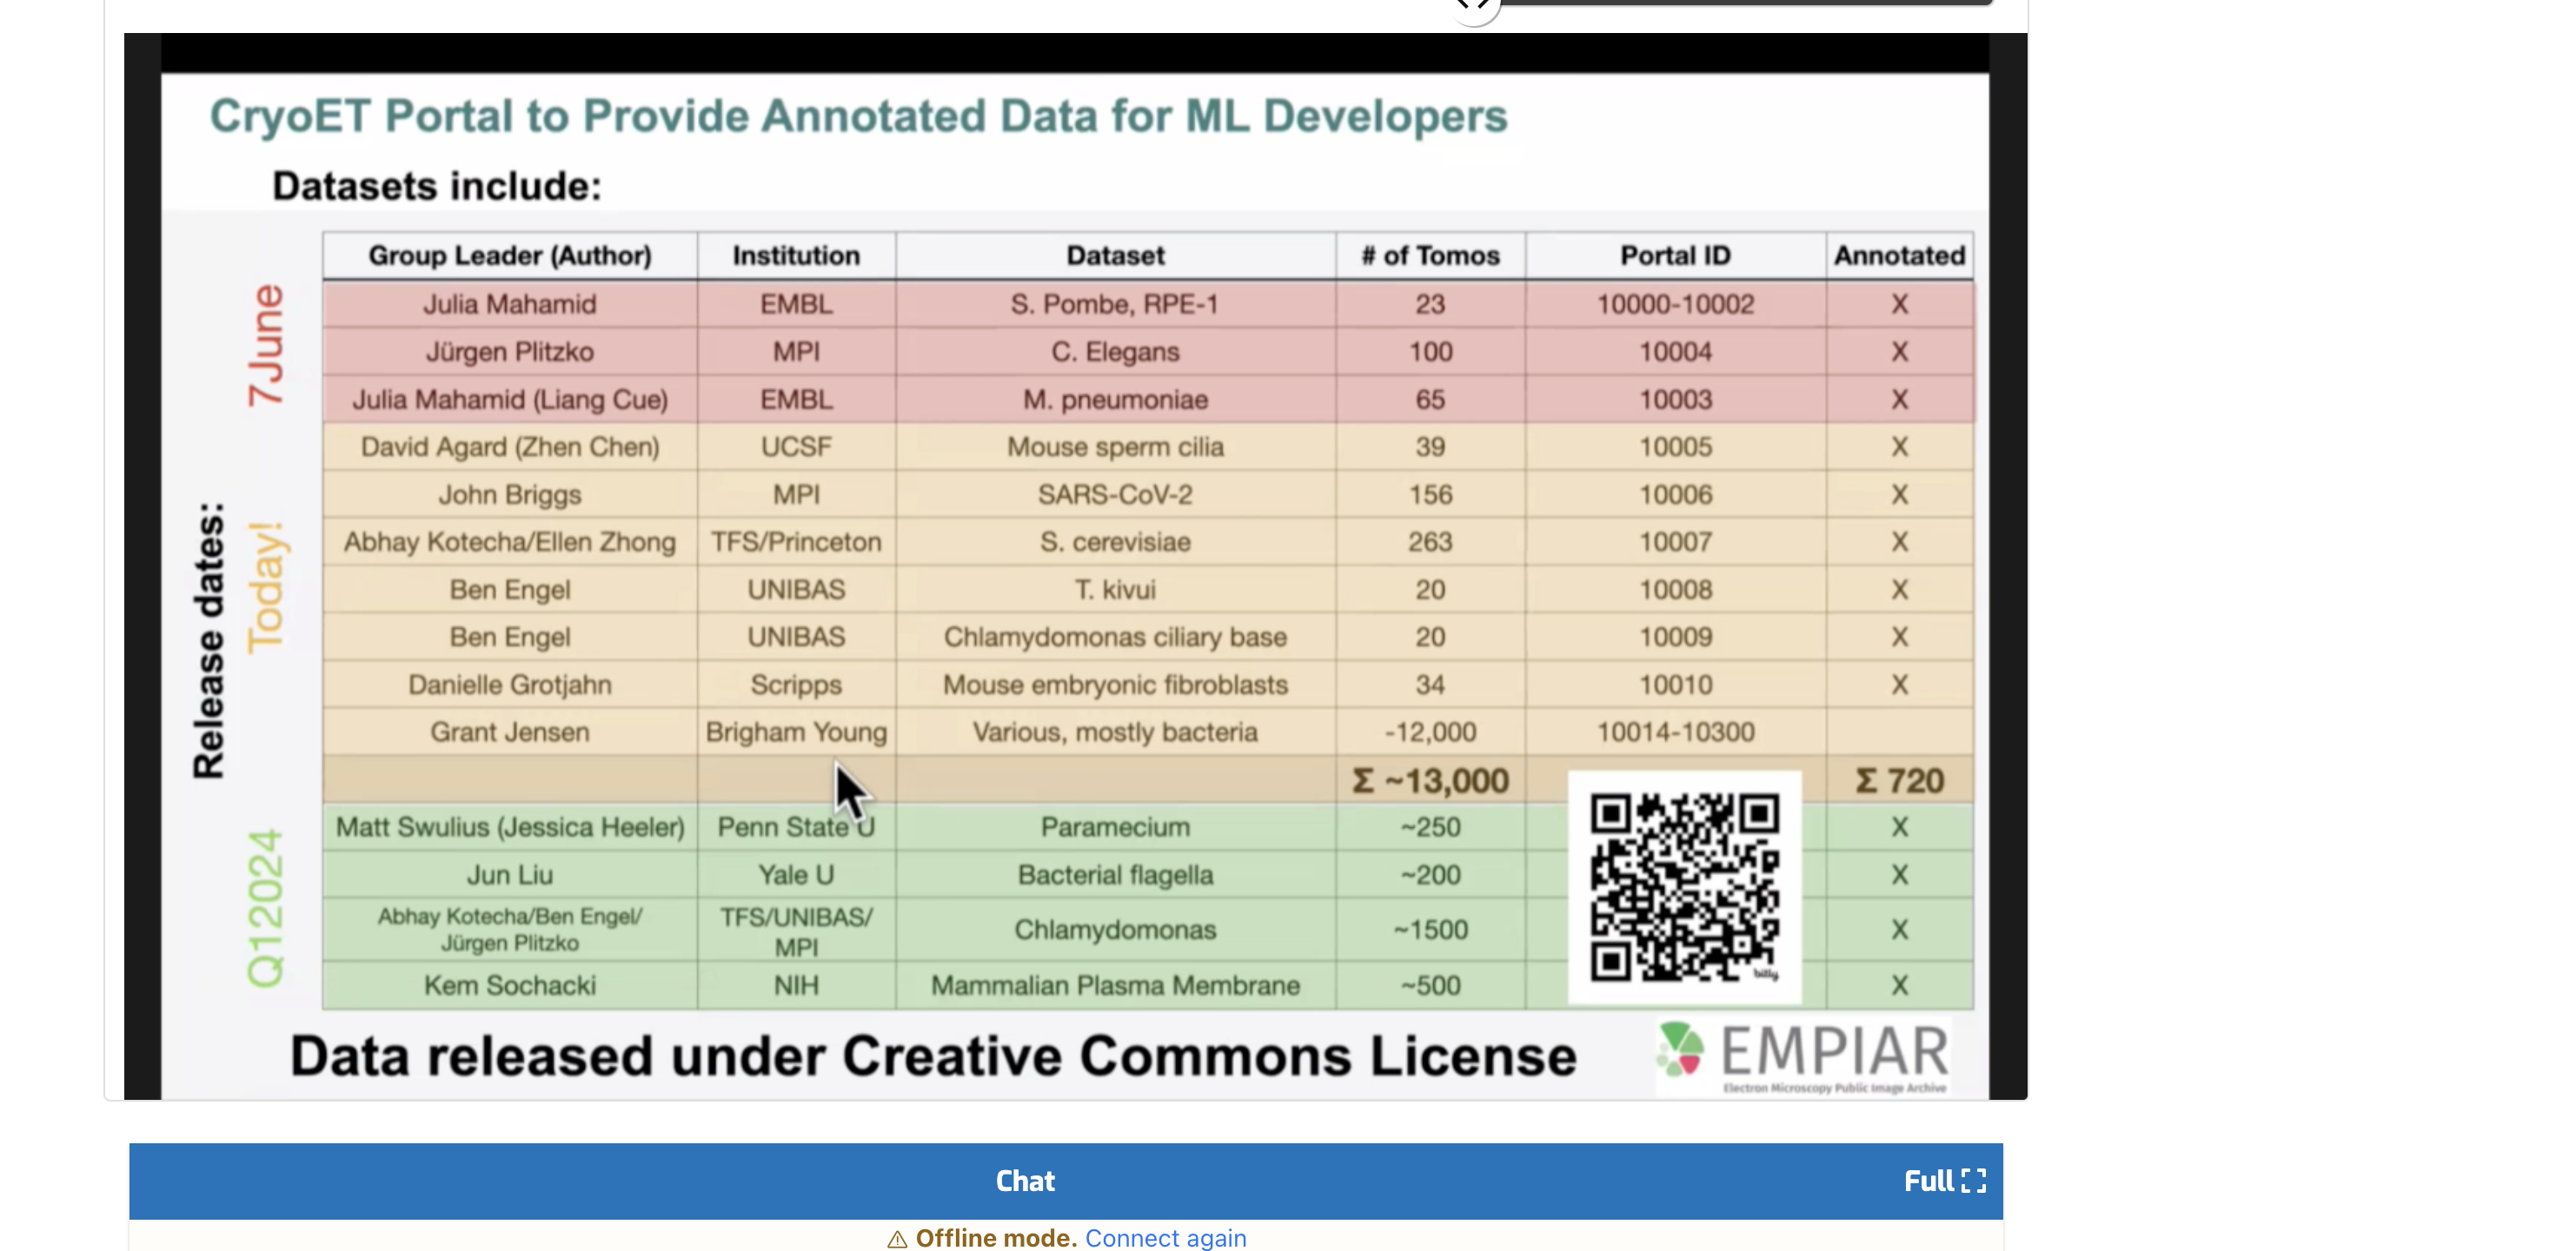 CryoET Portal to Provide Annotated Data for ML Developers
Datasets include:
Release dates:
7June
Today!
Q12024
Group Leader (Author) Institution Dataset # of Tomos Portal ID Annotated
Julia Mahamid EMBL S. Pombe, RPE-1 23 10000-10002 X
Jürgen Plitzko MPI C. Elegans 100 10004 X
Julia Mahamid (Liang Cue) EMBL M. pneumoniae 65 10003 X
David Agard (Zhen Chen) UCSF Mouse sperm cilia 39 10005 X
John Briggs MPI SARS-CoV-2 156 10006 X
Abhay Kotecha/Ellen Zhong TFS/Princeton S. cerevisiae 263 10007 X
Ben Engel UNIBAS T. kivui 20 10008 X
Ben Engel UNIBAS Chlamydomonas ciliary base 20 10009 X
Danielle Grotjahn Scripps Mouse embryonic fibroblasts 34 10010 X
Grant Jensen Brigham Young Various, mostly bacteria -12,000 10014-10300
Σ ~13,000 Σ 720
Matt Swulius (Jessica Heeler) Penn State U Paramecium ~250 X
Jun Liu Yale U Bacterial flagella ~200 X
Abhay Kotecha/Ben Engel/ TFS/UNIBAS/ Chlamydomonas ~1500 X
Jürgen Plitzko MPI
Kem Sochacki NIH Mammalian Plasma Membrane ~500 X
bitly
Data released under Creative Commons License
EMPIAR
Electron Microscopy Public Image Archive
Chat
Full
Offline mode. Connect again